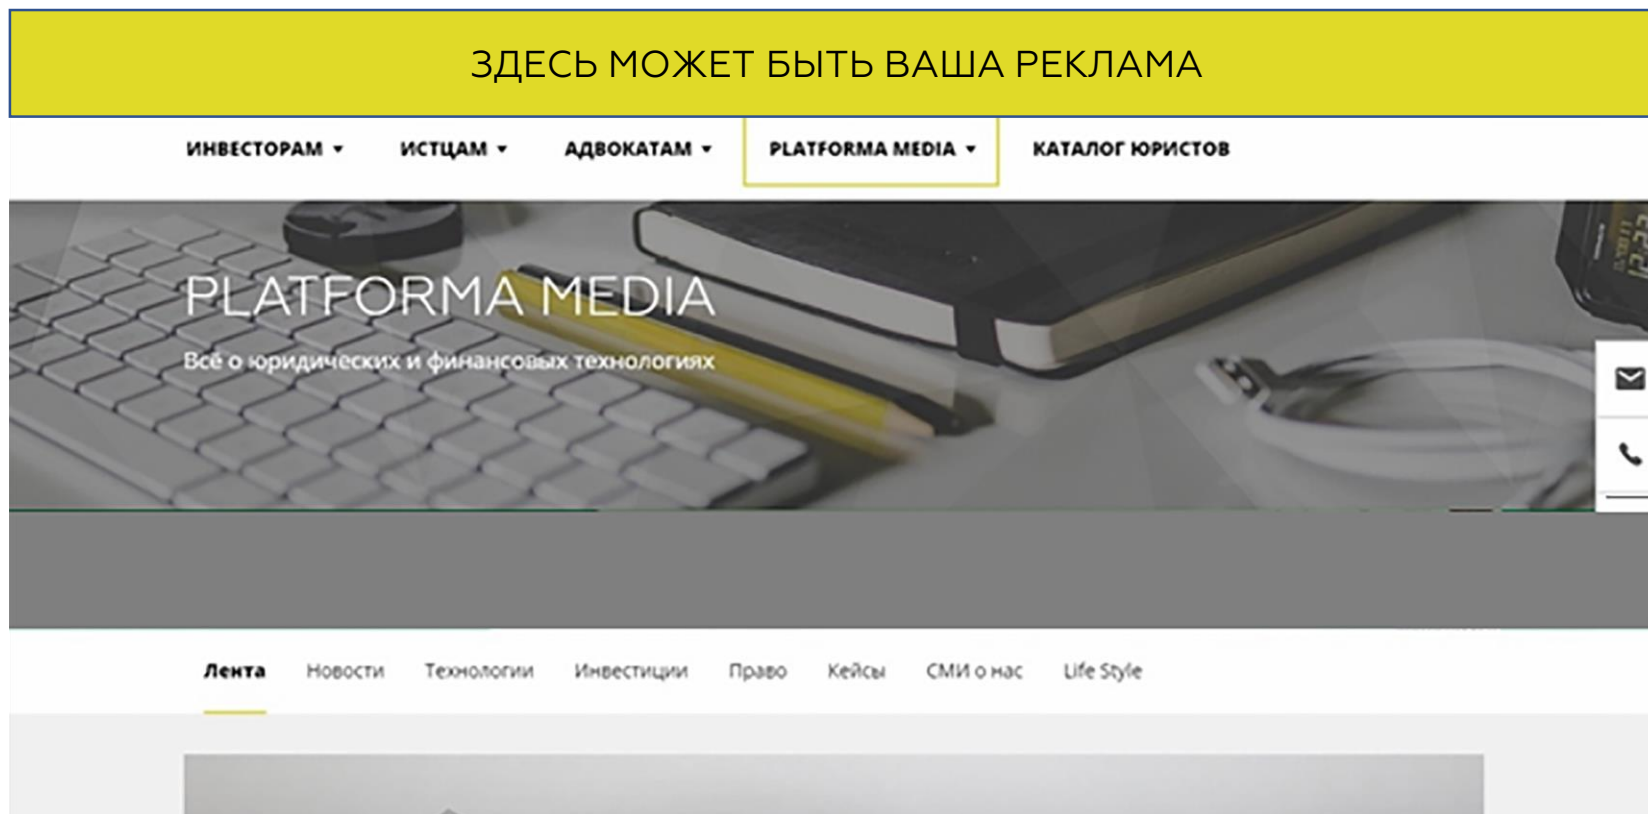 ЗДЕСЬ МОЖЕТ БЫТЬ ВАША РЕКЛАМА
ИНВЕСТОРАМ ИСТЦАМ АДВОКАТАМ PLATFORMA MEDIA КАТАЛОГ ЮРИСТОВ
PLATFORMA MEDIA
Всё о юридических и финансовых технологиях
Лента Новости Технологии Инвестиции Право Кейсы СМИ о нас Life Style